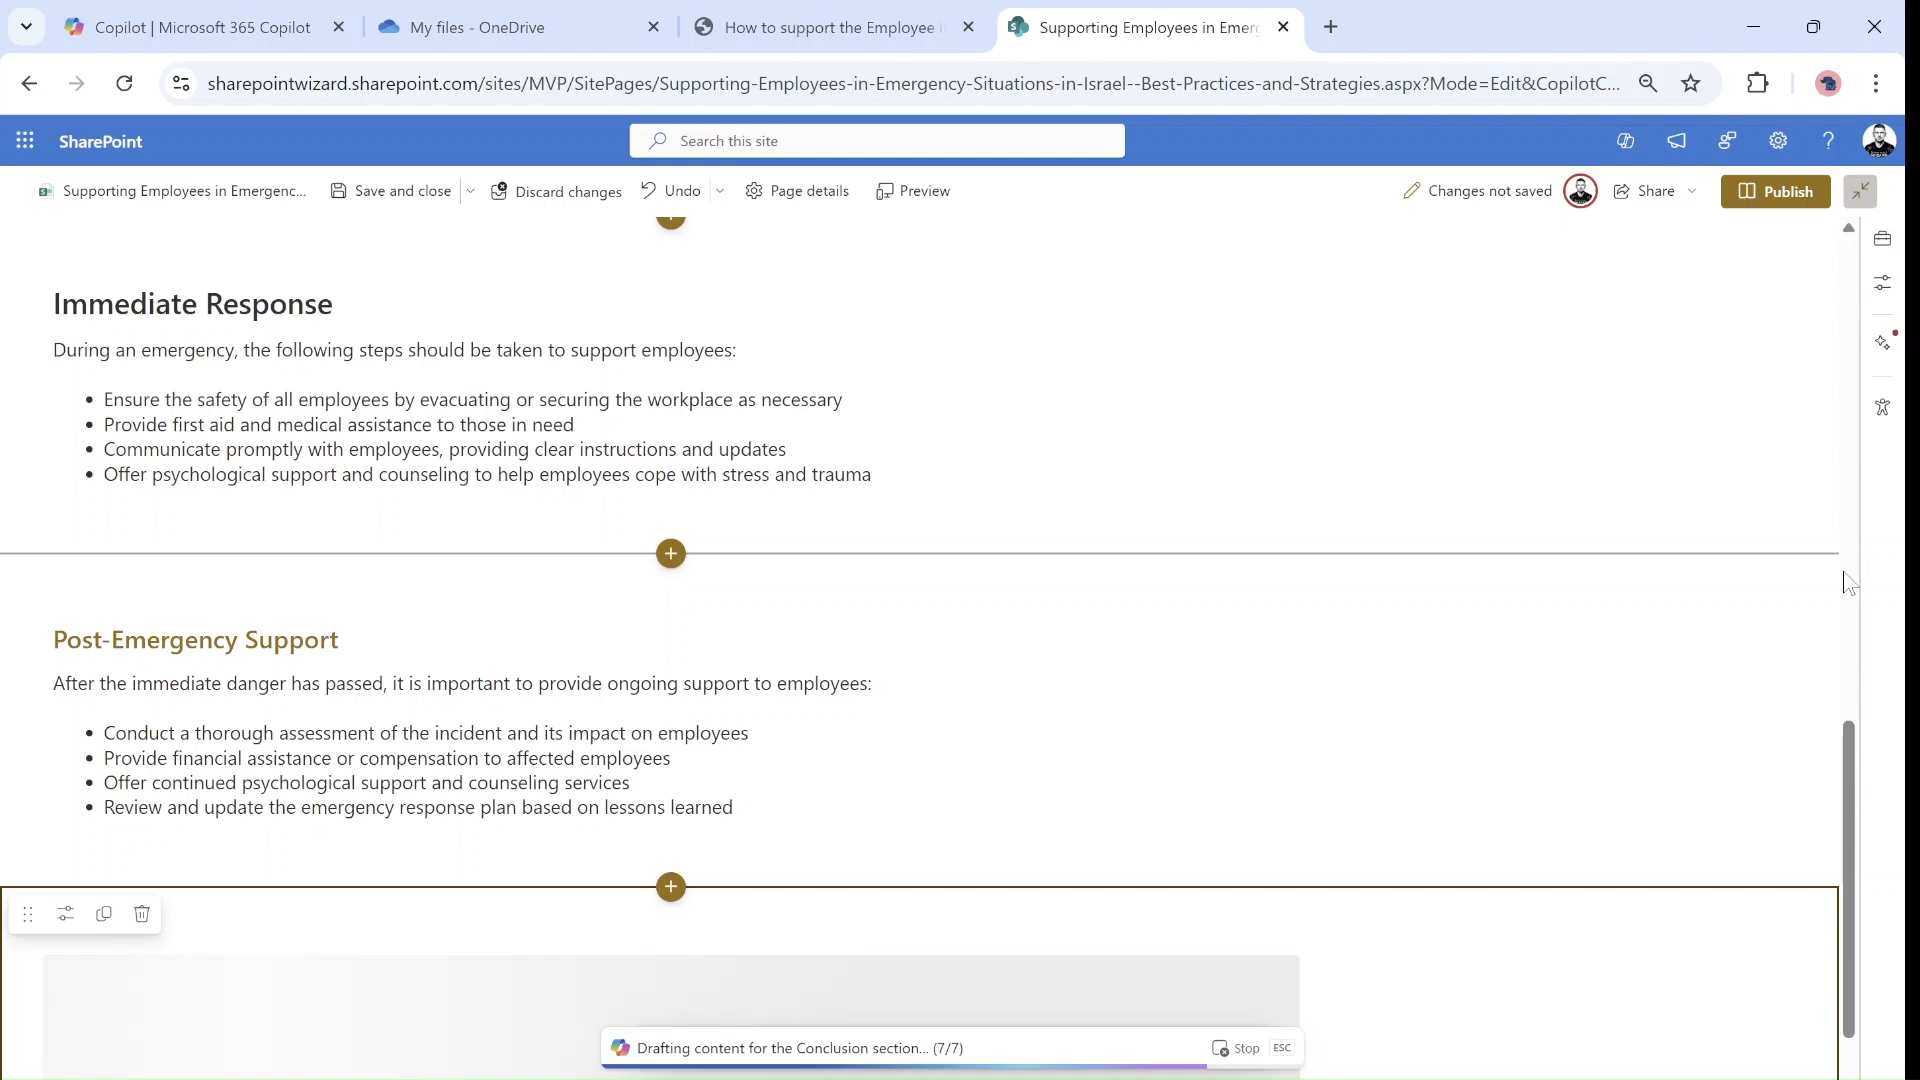 Copilot | Microsoft 365 Copilot
My files - OneDrive
How to support the Employee i
Supporting Employees in Emerg
sharepointwizard.sharepoint.com/sites/MVP/SitePages/Supporting-Employees-in-Emergency-Situations-in-Israel--Best-Practices-and-Strategies.aspx?Mode=Edit&CopilotC...
SharePoint
Search this site
Supporting Employees in Emergenc...
Save and close
Discard changes
Undo
Page details
Preview
Changes not saved
Share
Publish
Immediate Response
During an emergency, the following steps should be taken to support employees:
• Ensure the safety of all employees by evacuating or securing the workplace as necessary
• Provide first aid and medical assistance to those in need
• Communicate promptly with employees, providing clear instructions and updates
• Offer psychological support and counseling to help employees cope with stress and trauma
Post-Emergency Support
After the immediate danger has passed, it is important to provide ongoing support to employees:
• Conduct a thorough assessment of the incident and its impact on employees
• Provide financial assistance or compensation to affected employees
• Offer continued psychological support and counseling services
• Review and update the emergency response plan based on lessons learned
Drafting content for the Conclusion section... (7/7)
Stop
ESC